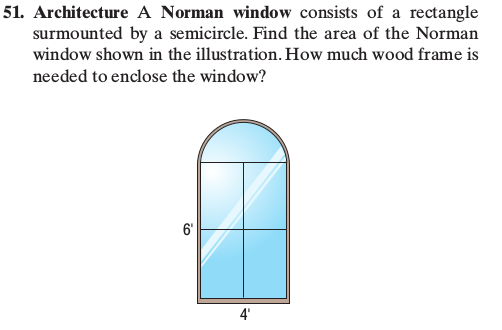 51. Architecture A Norman window consists of a rectangle
surmounted by a semicircle. Find the area of the Norman
window shown in the illustration. How much wood frame is
needed to enclose the window?
6'
4'